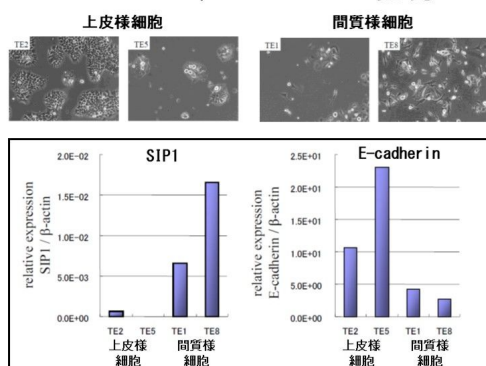 上皮様細胞
間質様細胞
TE2
TE5
TE1
TE8
SIP1
relative expression
SIP1 / β-actin
2.0E-02
1.5E-02
1.0E-02
5.0E-03
0.0E+00
TE2 TE5 TE1 TE8
上皮様 間質様
細胞 細胞
E-cadherin
relative expression
E-cadherin / β-actin
2.5E+01
2.0E+01
1.5E+01
1.0E+01
5.0E+00
0.0E+00
TE2 TE5 TE1 TE8
上皮様 間質様
細胞 細胞